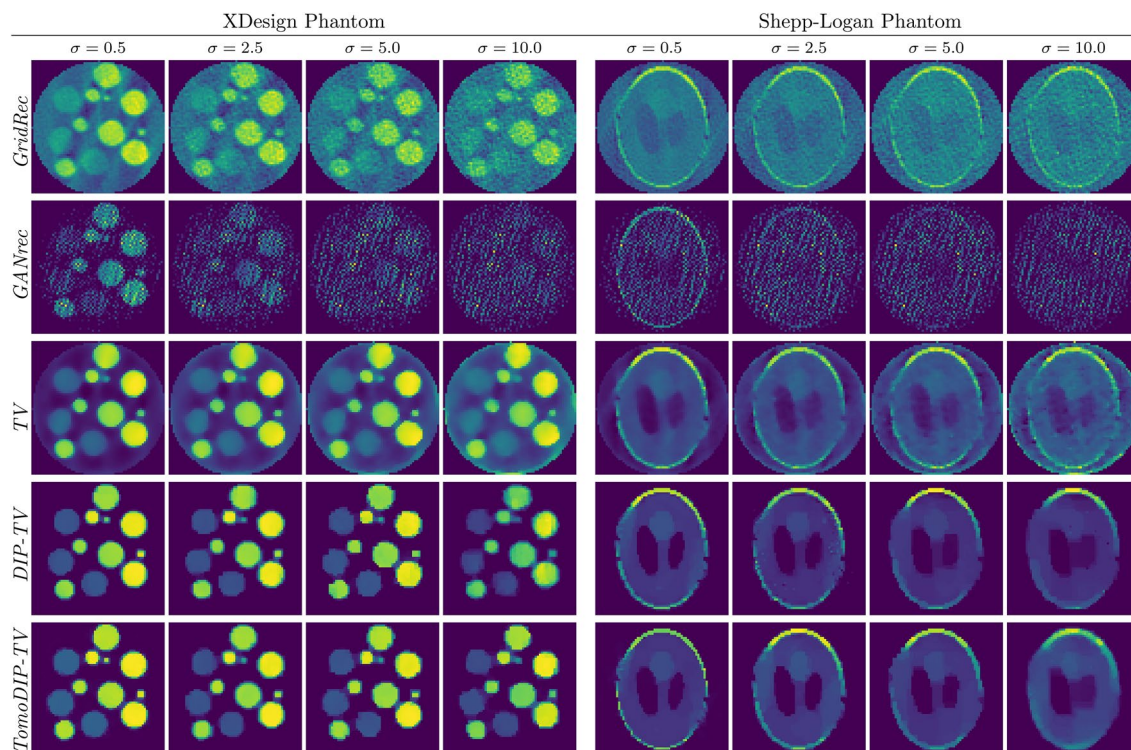 XDesign Phantom Shepp-Logan Phantom
σ = 0.5 σ = 2.5 σ = 5.0 σ = 10.0 σ = 0.5 σ = 2.5 σ = 5.0 σ = 10.0
GridRec
GANrec
TV
DIP-TV
TomoDIP-TV